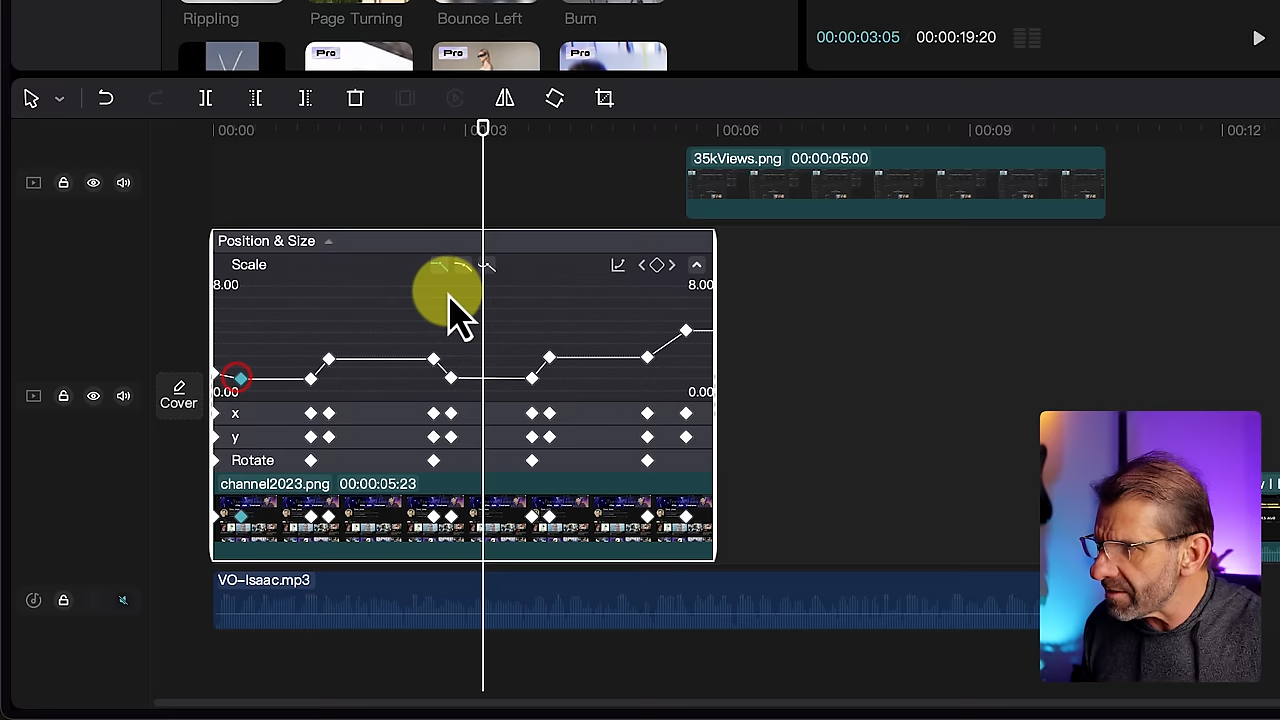 Rippling
Page Turning
Bounce Left
Burn
Pro
Pro
Pro
00:00:03:05
00:00:19:20
00:00
00:03
00:06
00:09
00:12
35kViews.png 00:00:05:00
Position & Size
Scale
8.00
8.00
0.00
0.00
x
y
Rotate
Cover
channel2023.png 00:00:05:23
VO-Isaac.mp3